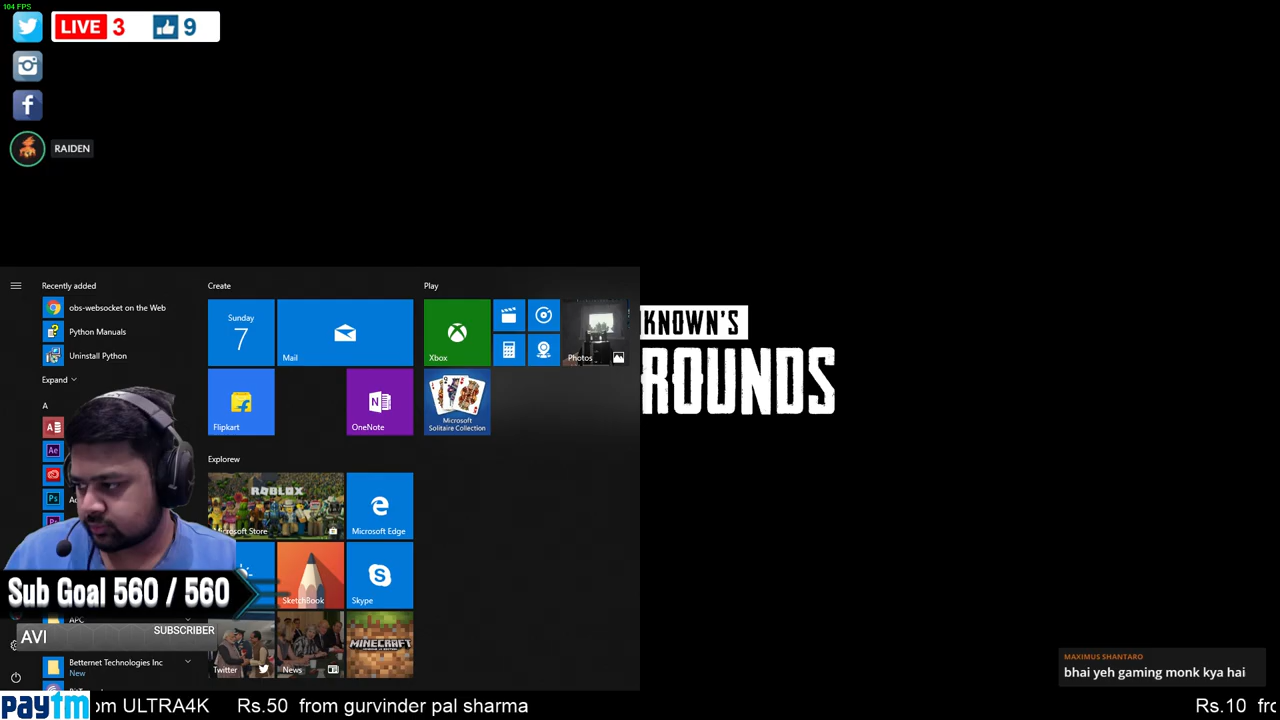 104 FPS
LIVE 3 9
RAIDEN
Recently added
obs-websocket on the Web
Python Manuals
Uninstall Python
Expand
A
Create
Sunday
7
Mail
Flipkart
OneNote
Play
Xbox
Photos
Microsoft
Solitaire Collection
KNOWN'S
ROUNDS
Explorew
ROBLOX
Microsoft Store
Microsoft Edge
SketchBook
Skype
Twitter
News
MINECRAFT
Sub Goal 560 / 560
AVI
SUBSCRIBER
APC
Betternet Technologies Inc
New
MAXIMUS SHANTARO
bhai yeh gaming monk kya hai
paytm
om ULTRA4K Rs.50 from gurvinder pal sharma Rs.10 fro